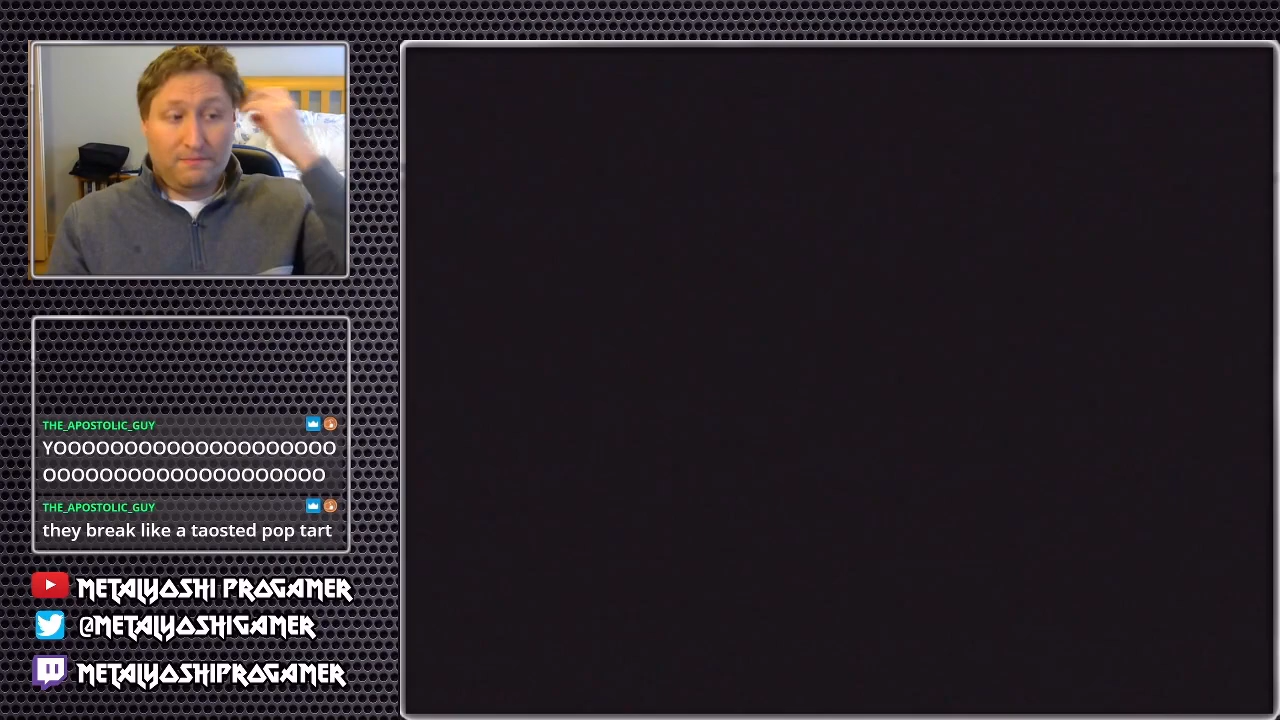 THE_APOSTOLIC_GUY
YOOOOOOOOOOOOOOOOOOOO
OOOOOOOOOOOOOOOOOOOO
THE_APOSTOLIC_GUY
they break like a taosted pop tart
METALYOSHI PROGAMER
@METALYOSHIGAMER
METALYOSHIPROGAMER